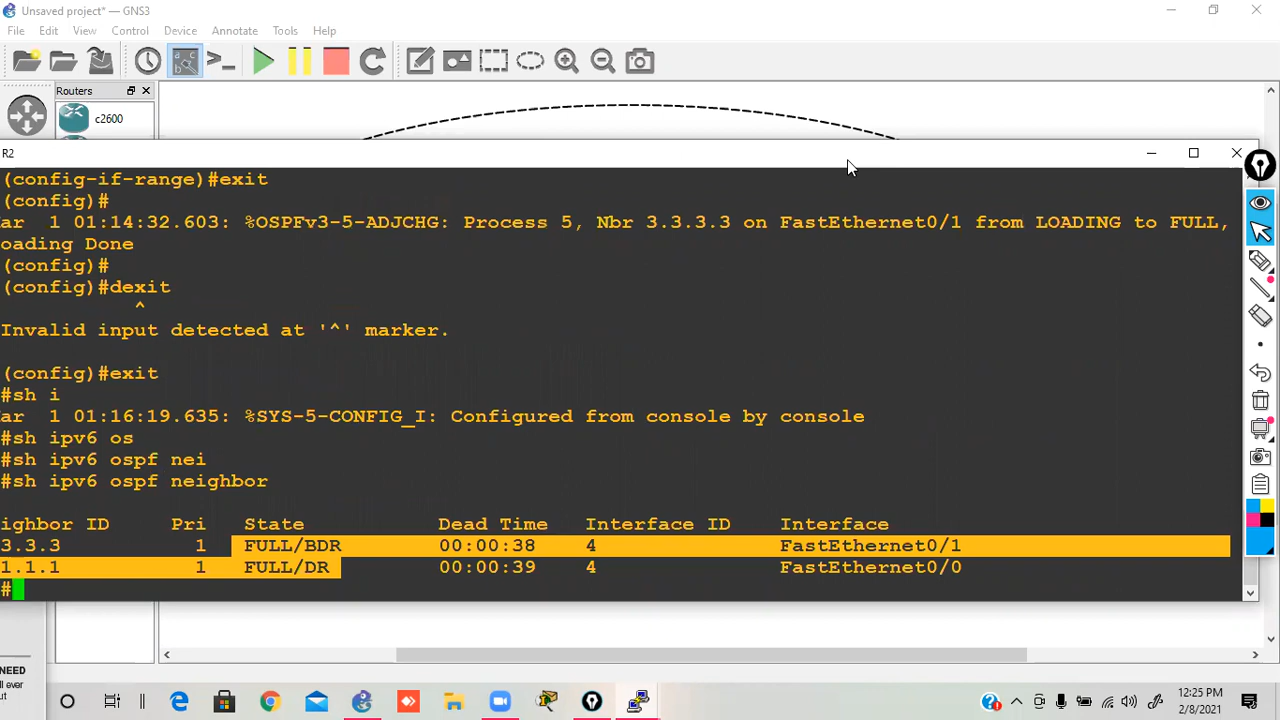 Unsaved project* — GNS3
File Edit View Control Device Annotate Tools Help
Routers
c2600
R2
(config-if-range)#exit
(config)#
ar 1 01:14:32.603: %OSPFv3-5-ADJCHG: Process 5, Nbr 3.3.3.3 on FastEthernet0/1 from LOADING to FULL,
oading Done
(config)#
(config)#dexit
^
Invalid input detected at '^' marker.
(config)#exit
#sh i
ar 1 01:16:19.635: %SYS-5-CONFIG_I: Configured from console by console
#sh ipv6 os
#sh ipv6 ospf nei
#sh ipv6 ospf neighbor
ighbor ID Pri State Dead Time Interface ID Interface
3.3.3 1 FULL/BDR 00:00:38 4 FastEthernet0/1
1.1.1 1 FULL/DR 00:00:39 4 FastEthernet0/0
#
NEED
ll ever
ut
12:25 PM
2/8/2021